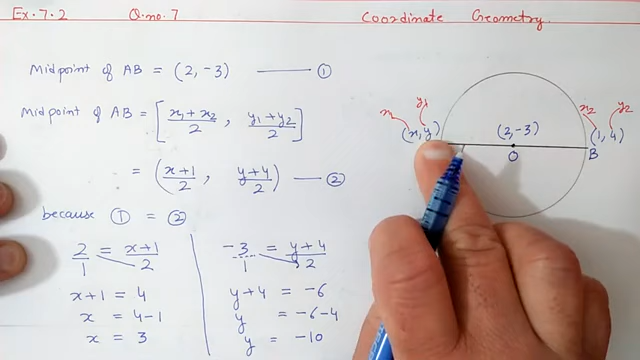 Ex. 7.2 Q.no. 7 Coordinate Geometry.
Midpoint of AB = (2, -3) —— ①
Midpoint of AB = [ x₁ + x₂ / 2 , y₁ + y₂ / 2 ]
= ( x + 1 / 2 , y + 4 / 2 ) —— ②
because ① = ②
2 / 1 = x + 1 / 2
x + 1 = 4
x = 4 - 1
x = 3
-3 / 1 = y + 4 / 2
y + 4 = -6
y = -6 - 4
y = -10
x₁ y₁
(x, y)
(2, -3)
O
x₂ y₂
(1, 4)
B